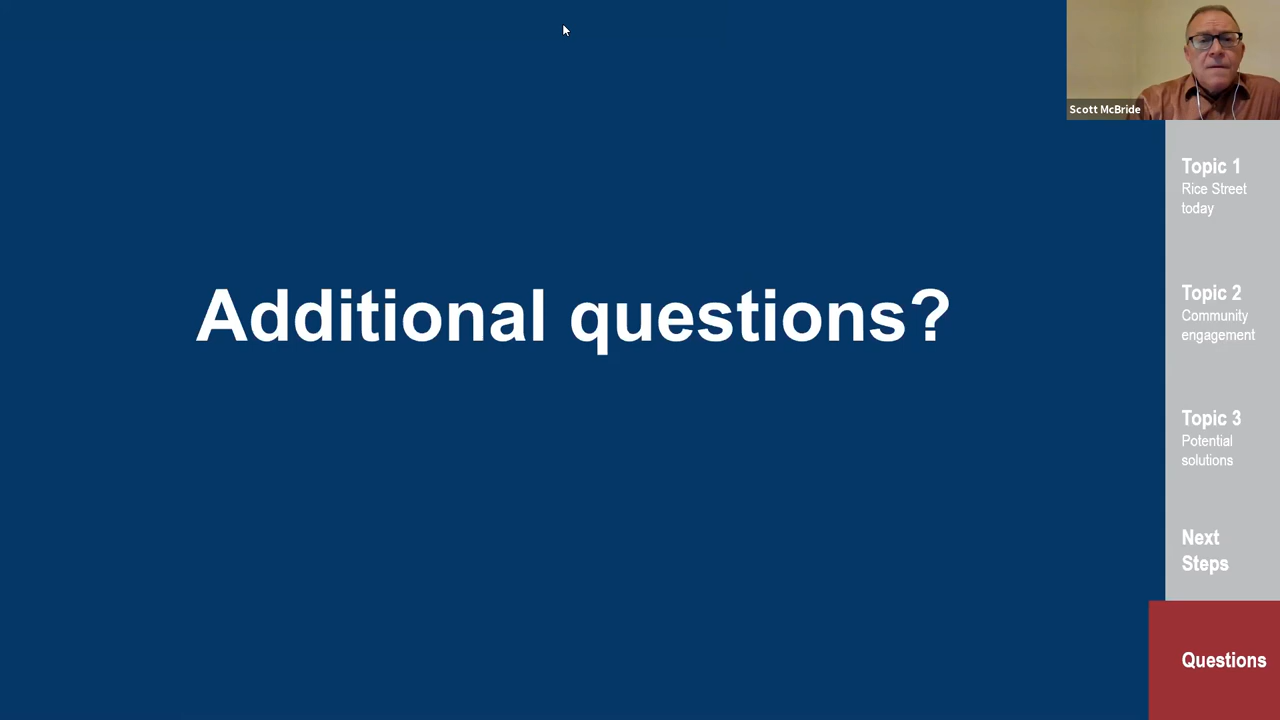 Additional questions?
Scott McBride
Topic 1
Rice Street
today
Topic 2
Community
engagement
Topic 3
Potential
solutions
Next
Steps
Questions